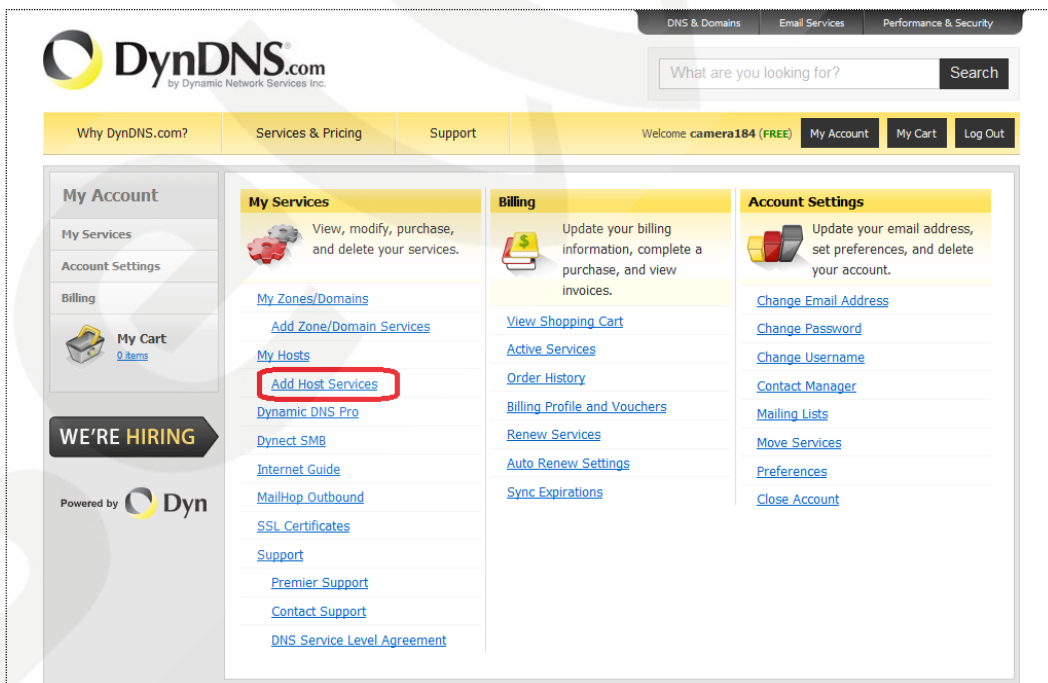 DNS & Domains Email Services Performance & Security
DynDNS.com
by Dynamic Network Services Inc.
What are you looking for? Search
Why DynDNS.com? Services & Pricing Support Welcome camera184 (FREE) My Account My Cart Log Out
My Account
My Services
Account Settings
Billing
My Cart
0 items
WE'RE HIRING
Powered by Dyn
My Services
View, modify, purchase,
and delete your services.
My Zones/Domains
Add Zone/Domain Services
My Hosts
Add Host Services
Dynamic DNS Pro
Dynect SMB
Internet Guide
MailHop Outbound
SSL Certificates
Support
Premier Support
Contact Support
DNS Service Level Agreement
Billing
Update your billing
information, complete a
purchase, and view
invoices.
View Shopping Cart
Active Services
Order History
Billing Profile and Vouchers
Renew Services
Auto Renew Settings
Sync Expirations
Account Settings
Update your email address,
set preferences, and delete
your account.
Change Email Address
Change Password
Change Username
Contact Manager
Mailing Lists
Move Services
Preferences
Close Account